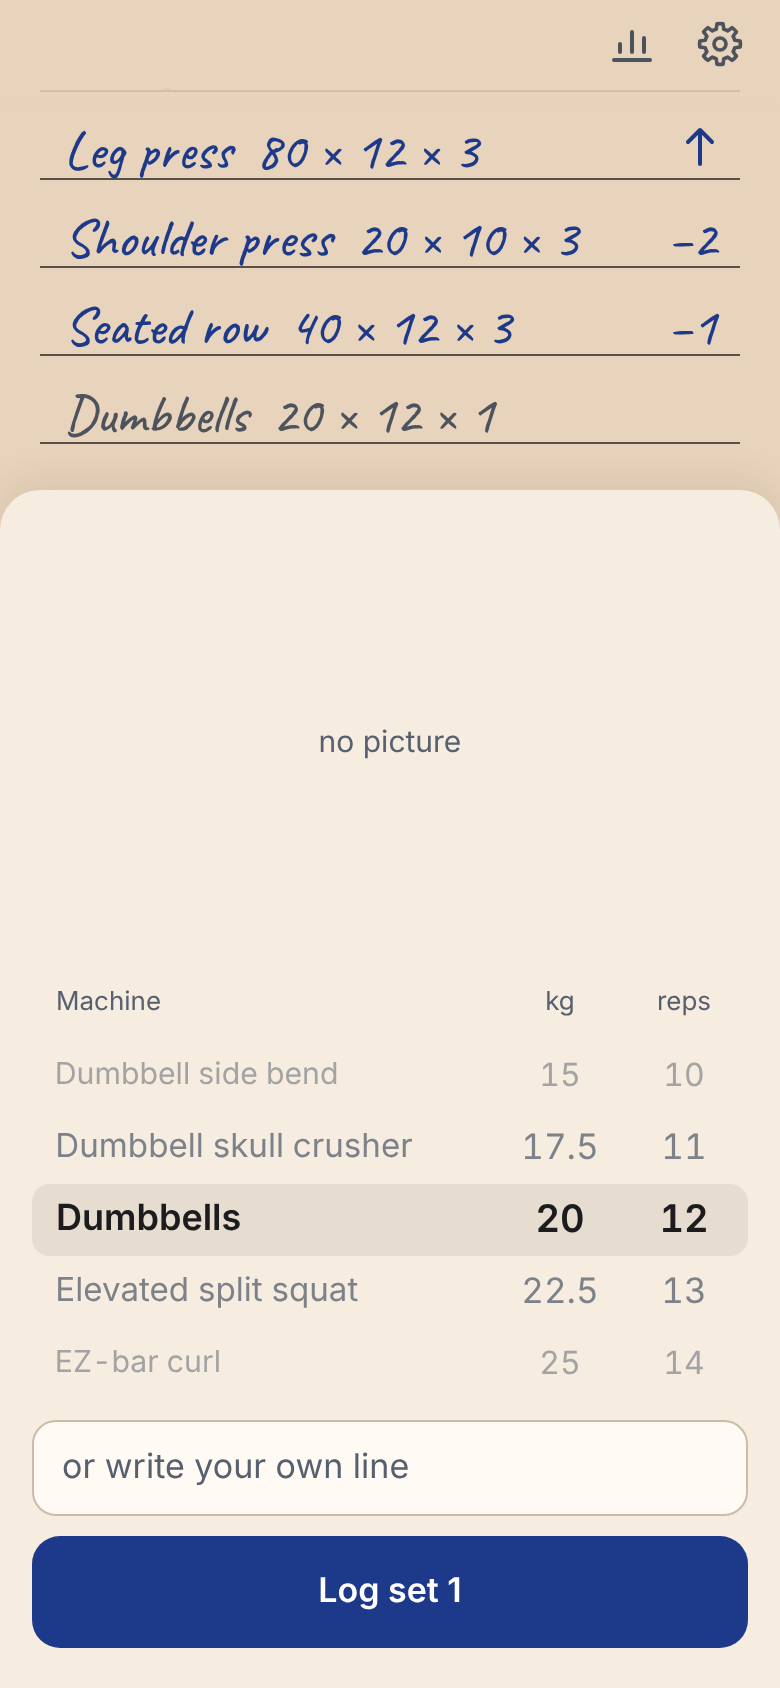 Leg press 80 × 12 × 3 ↑
Shoulder press 20 × 10 × 3 –2
Seated row 40 × 12 × 3 –1
Dumbbells 20 × 12 × 1
no picture
Machine kg reps
Dumbbell side bend 15 10
Dumbbell skull crusher 17.5 11
Dumbbells 20 12
Elevated split squat 22.5 13
EZ-bar curl 25 14
or write your own line
Log set 1